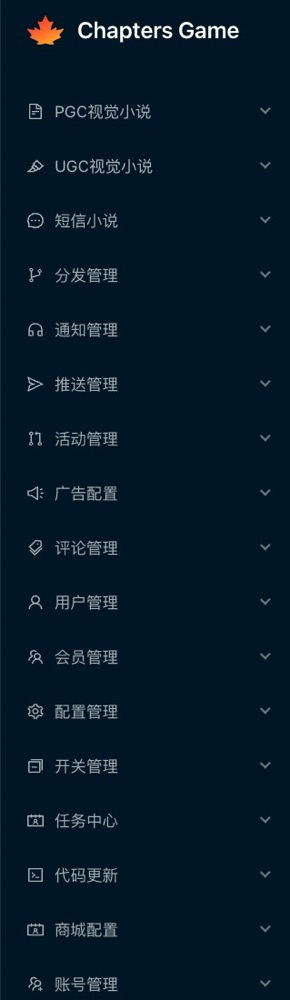 Chapters Game
PGC视觉小说
UGC视觉小说
短信小说
分发管理
通知管理
推送管理
活动管理
广告配置
评论管理
用户管理
会员管理
配置管理
开关管理
任务中心
代码更新
商城配置
账号管理